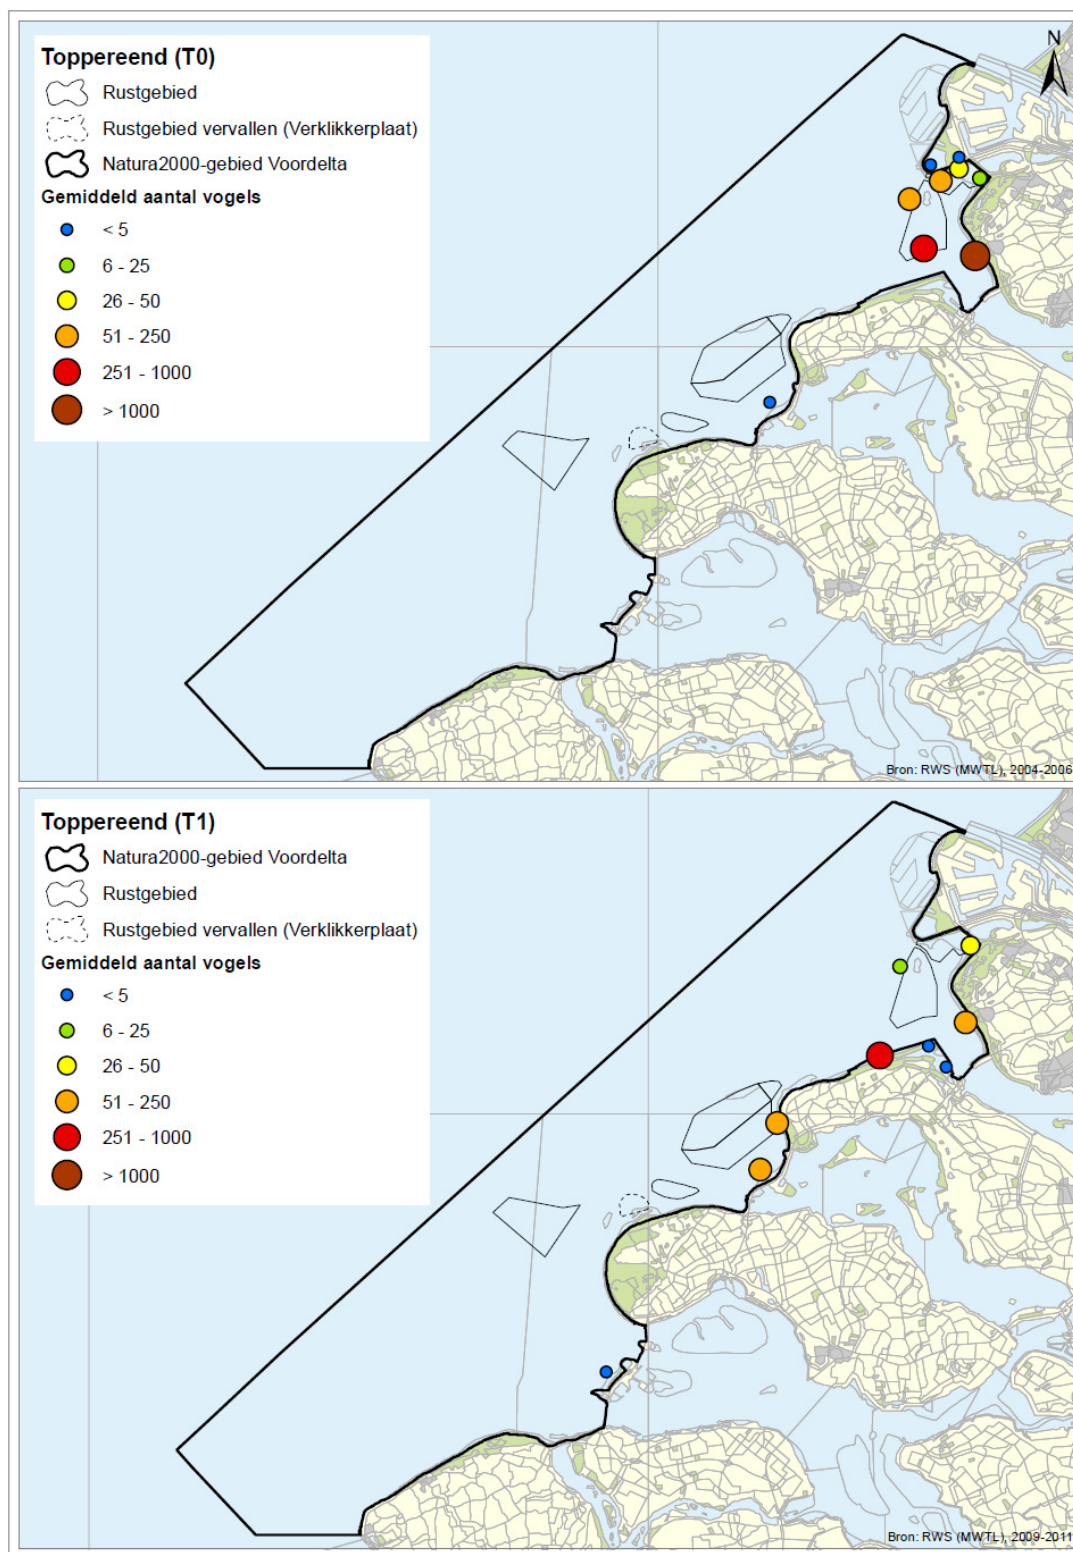 Toppereend (T0)
Rustgebied
Rustgebied vervallen (Verklikkerplaat)
Natura2000-gebied Voordelta
Gemiddeld aantal vogels
< 5
6 - 25
26 - 50
51 - 250
251 - 1000
> 1000
N
Bron: RWS (MWTL), 2004-2006
Toppereend (T1)
Natura2000-gebied Voordelta
Rustgebied
Rustgebied vervallen (Verklikkerplaat)
Gemiddeld aantal vogels
< 5
6 - 25
26 - 50
51 - 250
251 - 1000
> 1000
Bron: RWS (MWTL), 2009-2011